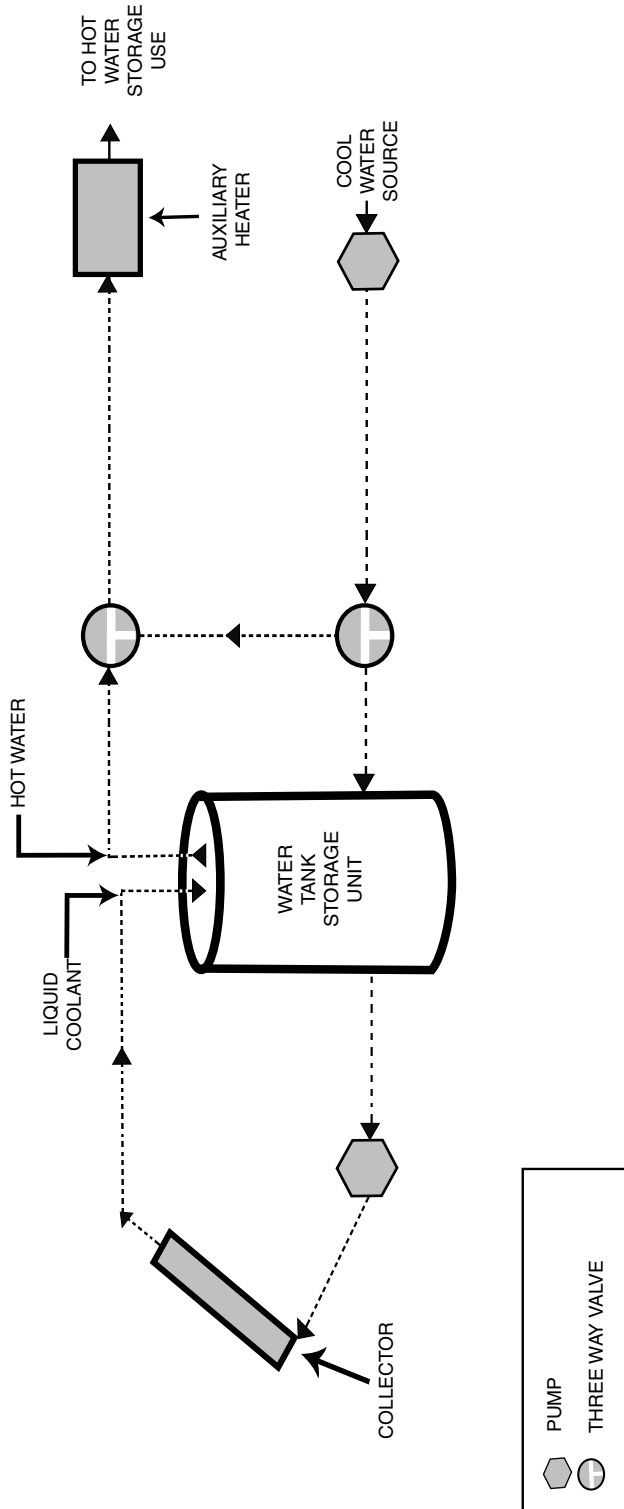 HOT WATER
LIQUID
COOLANT
TO HOT
WATER
STORAGE
USE
AUXILIARY
HEATER
WATER
TANK
STORAGE
UNIT
COOL
WATER
SOURCE
COLLECTOR
PUMP
THREE WAY VALVE